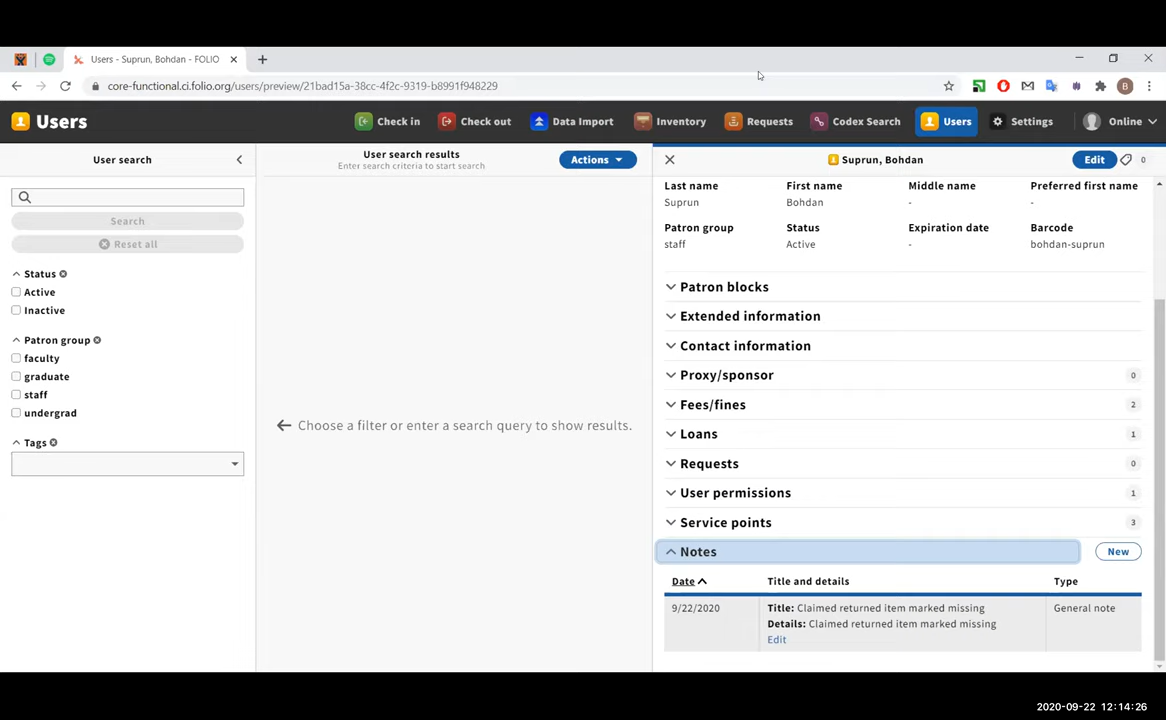 Users - Suprun, Bohdan - FOLIO
core-functional.ci.folio.org/users/preview/21bad15a-38cc-4f2c-9319-b8991f948229
B
Users
Check in
Check out
Data Import
Inventory
Requests
Codex Search
Users
Settings
Online
User search
Search
Reset all
Status
Active
Inactive
Patron group
faculty
graduate
staff
undergrad
Tags
User search results
Enter search criteria to start search
Actions
Choose a filter or enter a search query to show results.
Suprun, Bohdan
Edit
0
Last name First name Middle name Preferred first name
Suprun Bohdan - -
Patron group Status Expiration date Barcode
staff Active - bohdan-suprun
Patron blocks
Extended information
Contact information
Proxy/sponsor 0
Fees/fines 2
Loans 1
Requests 0
User permissions 1
Service points 3
Notes New
Date Title and details Type
9/22/2020 Title: Claimed returned item marked missing General note
Details: Claimed returned item marked missing
Edit
2020-09-22 12:14:26